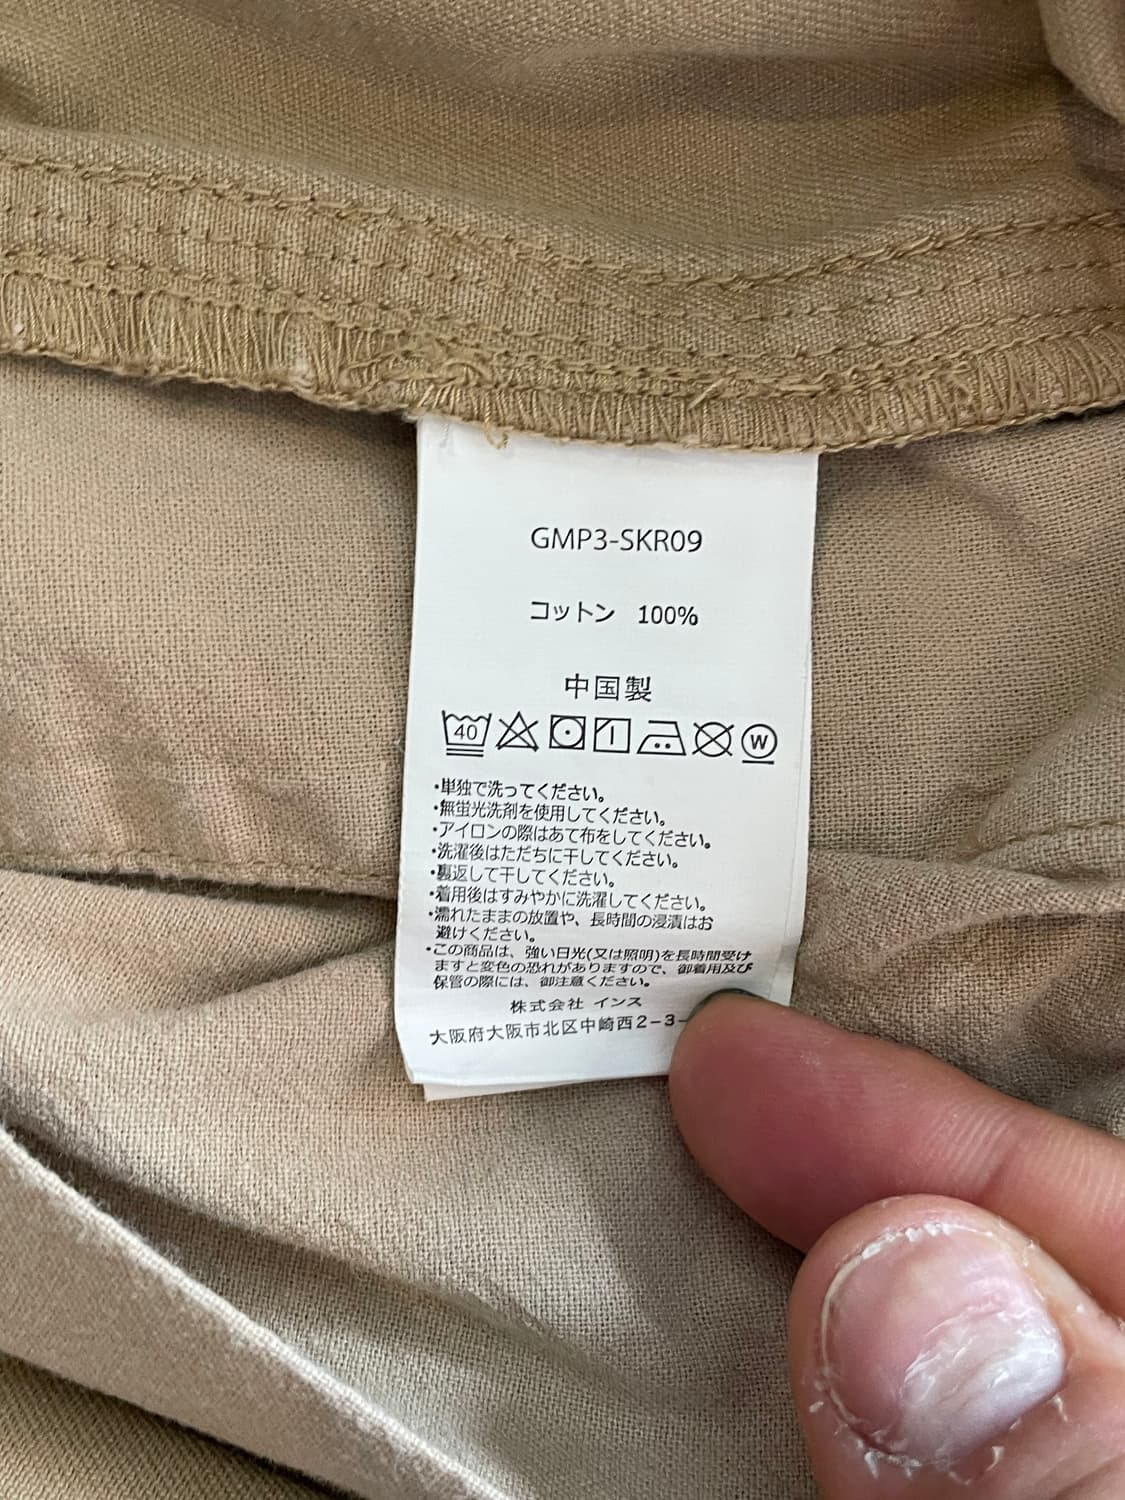 GMP3-SKR09
コットン 100%
中国製
40 W
・単独で洗ってください。
・無蛍光洗剤を使用してください。
・アイロンの際はあて布をしてください。
・洗濯後はただちに干してください。
・裏返して干してください。
・着用後はすみやかに洗濯してください。
・濡れたままの放置や、長時間の浸漬はお
避けください。
・この商品は、強い日光(又は照明)を長時間受け
ますと変色の恐れがありますので、御着用及び
保管の際には、御注意ください。
株式会社 インス
大阪府大阪市北区中崎西2-3-